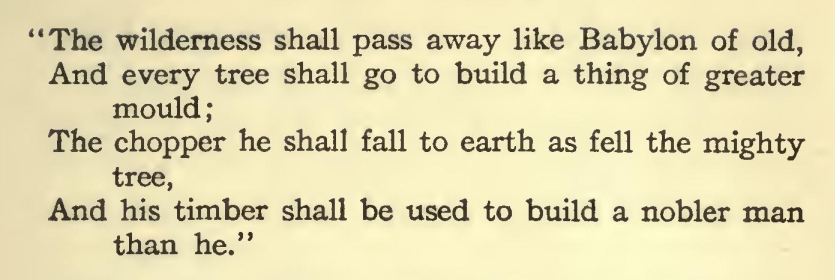 “The wilderness shall pass away like Babylon of old,
And every tree shall go to build a thing of greater
mould;
The chopper he shall fall to earth as fell the mighty
tree,
And his timber shall be used to build a nobler man
than he.”